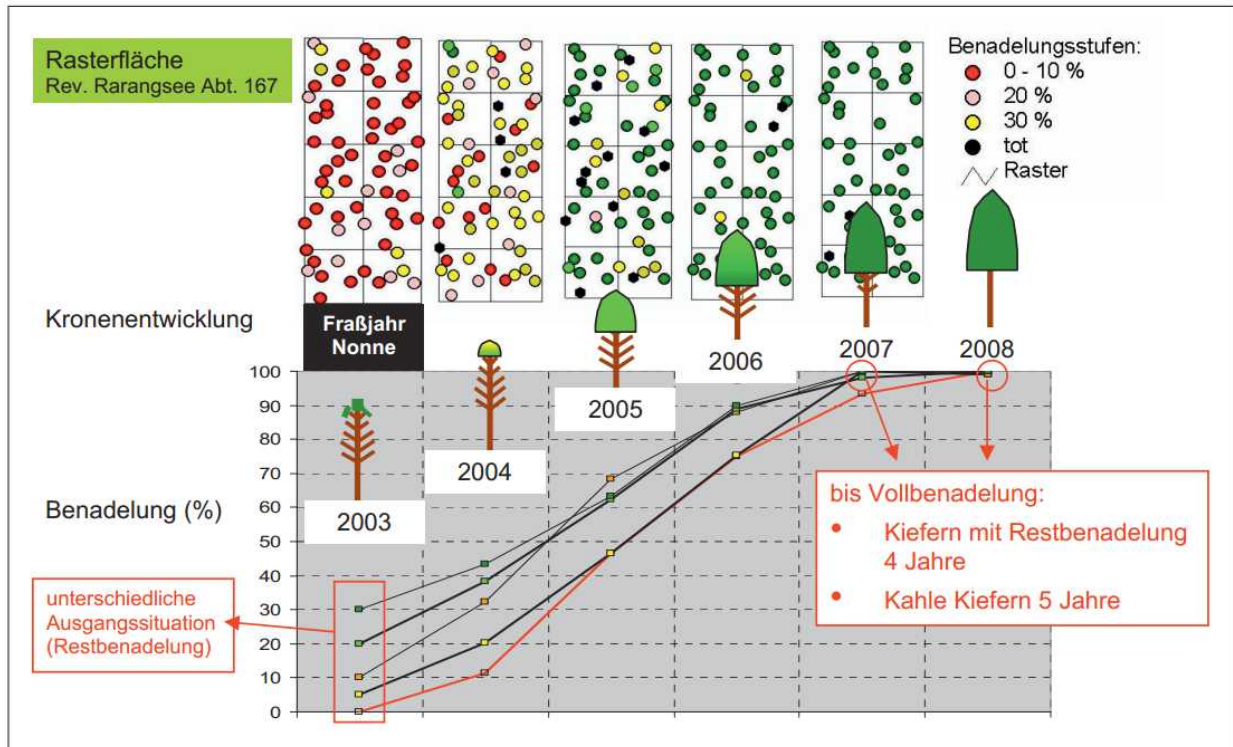 Rasterfläche
Rev. Rarangsee Abt. 167
Benadelungsstufen:
0 - 10 %
20 %
30 %
tot
Raster
Kronenentwicklung
Fraßjahr
Nonne
2003
2004
2005
2006
2007
2008
Benadelung (%)
100
90
80
70
60
50
40
30
20
10
0
unterschiedliche
Ausgangssituation
(Restbenadelung)
bis Vollbenadelung:
• Kiefern mit Restbenadelung
4 Jahre
• Kahle Kiefern 5 Jahre